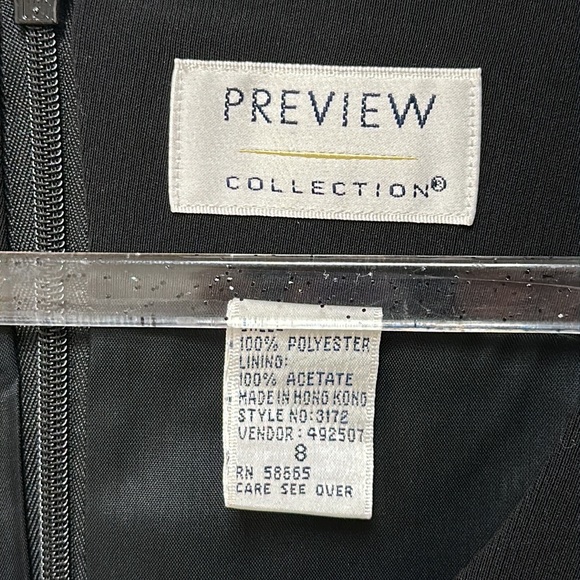 PREVIEW
COLLECTION®
100% POLYESTER
LINING:
100% ACETATE
MADE IN HONG KONG
STYLE NO:3172
VENDOR: 492507
8
RN 58665
CARE SEE OVER